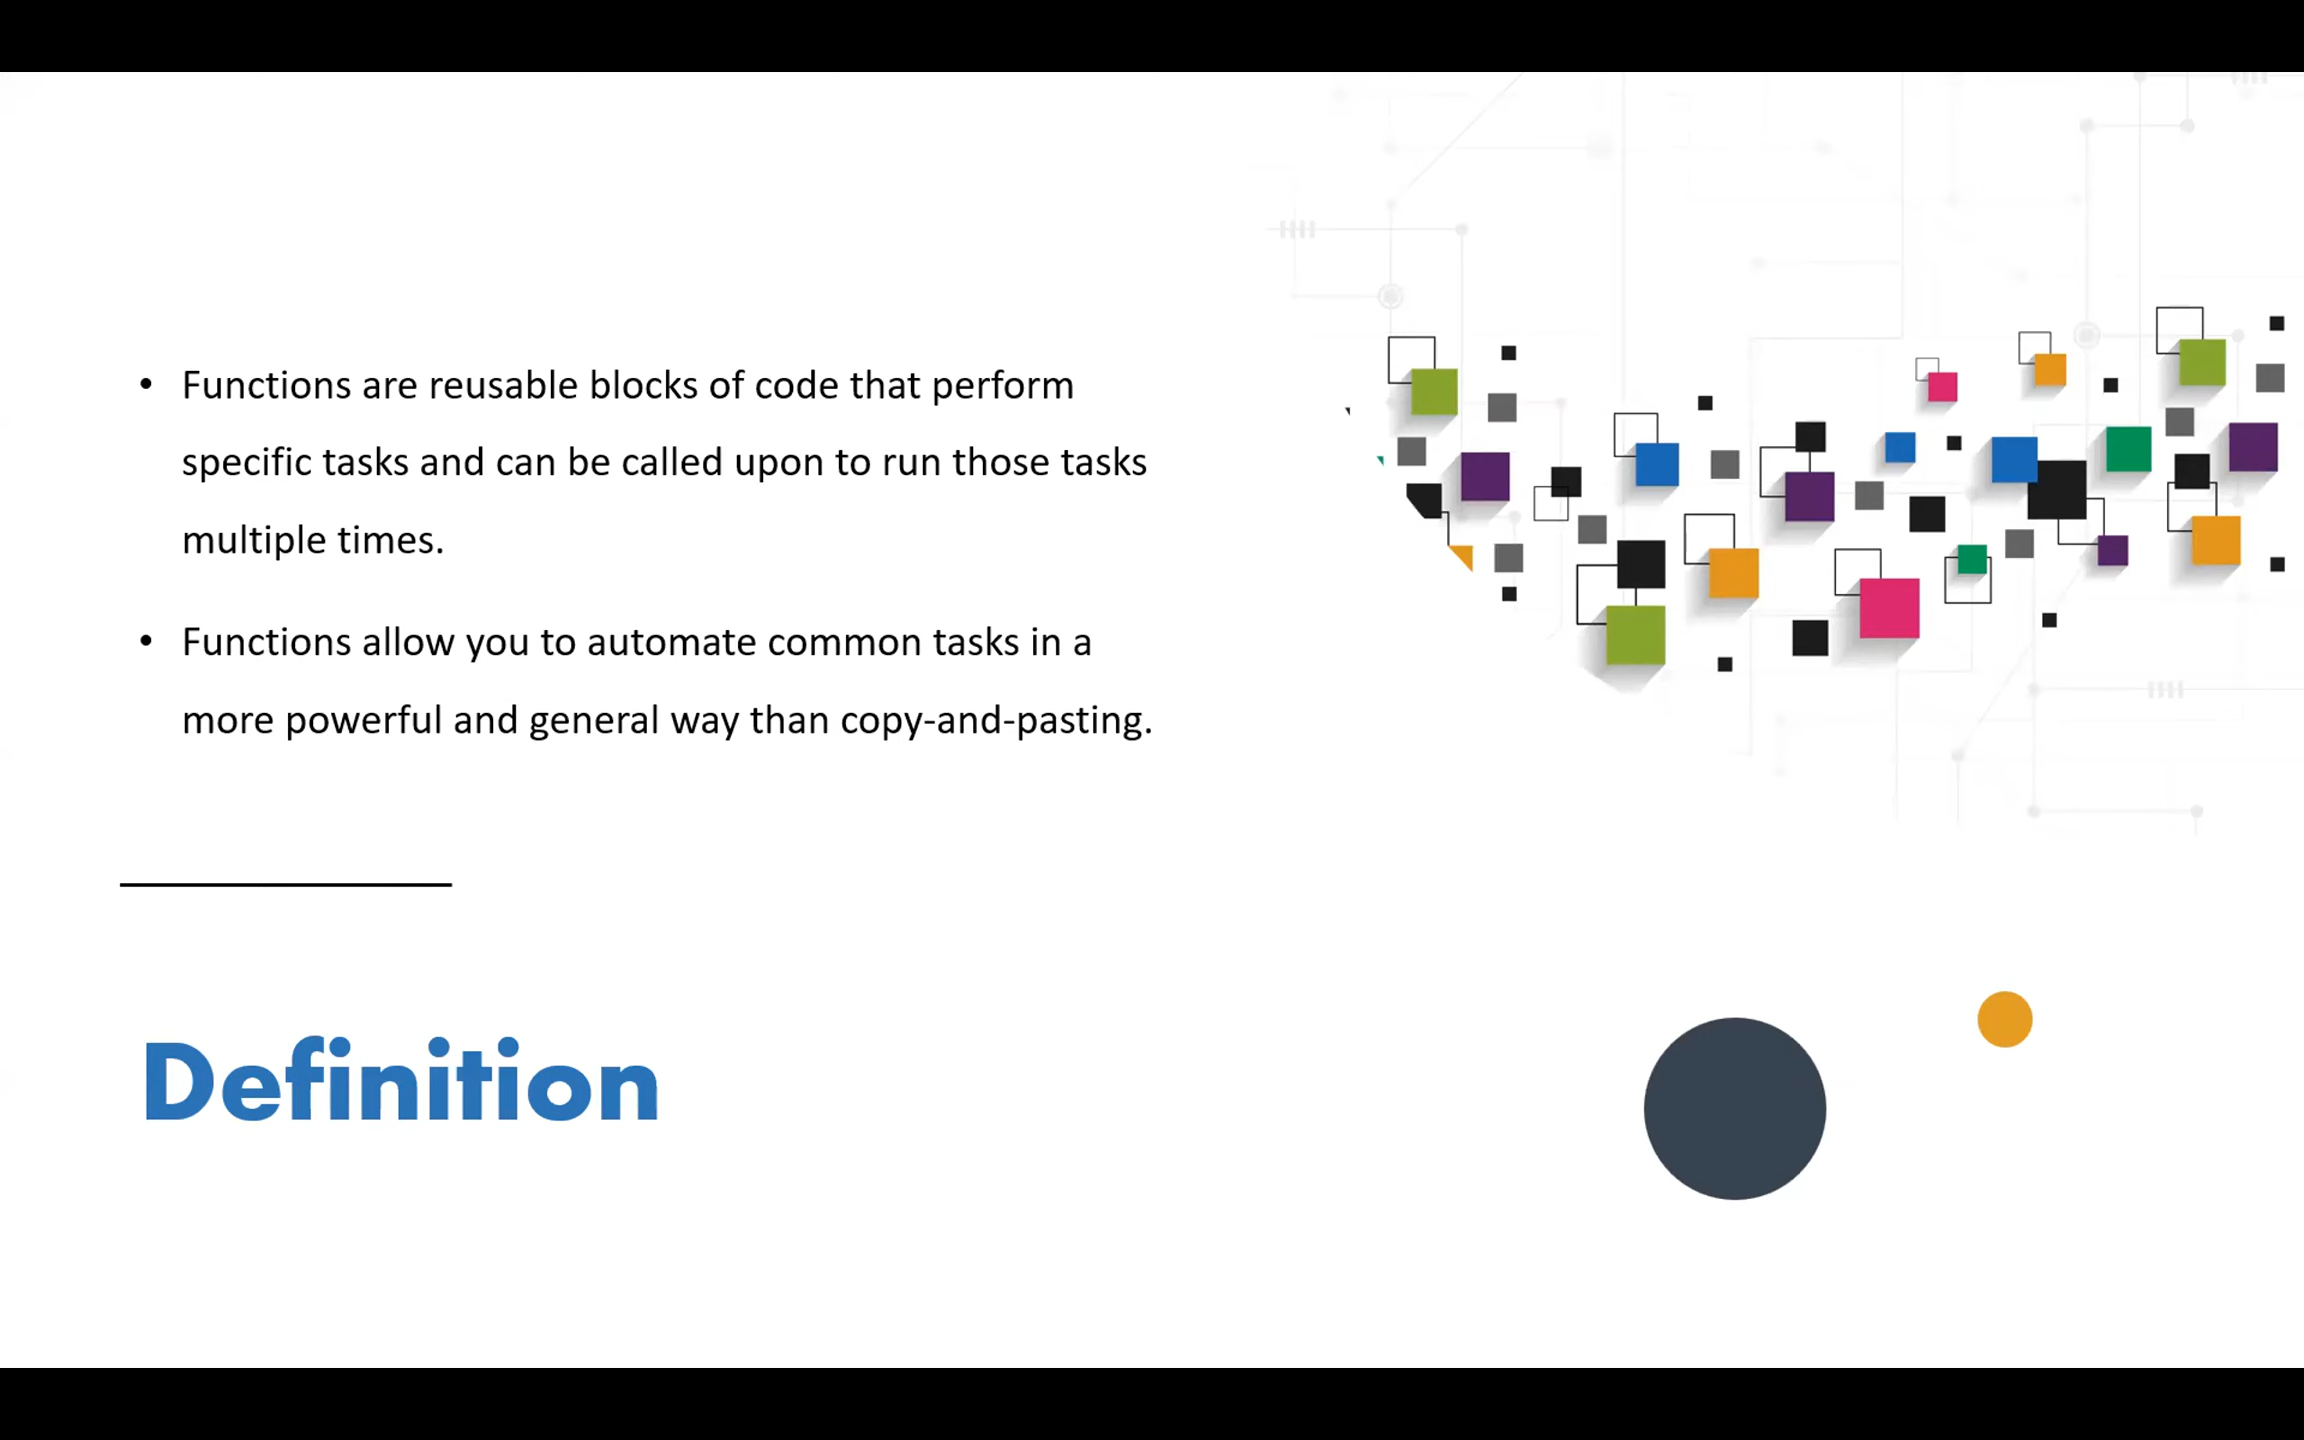 • Functions are reusable blocks of code that perform
specific tasks and can be called upon to run those tasks
multiple times.
• Functions allow you to automate common tasks in a
more powerful and general way than copy-and-pasting.
Definition